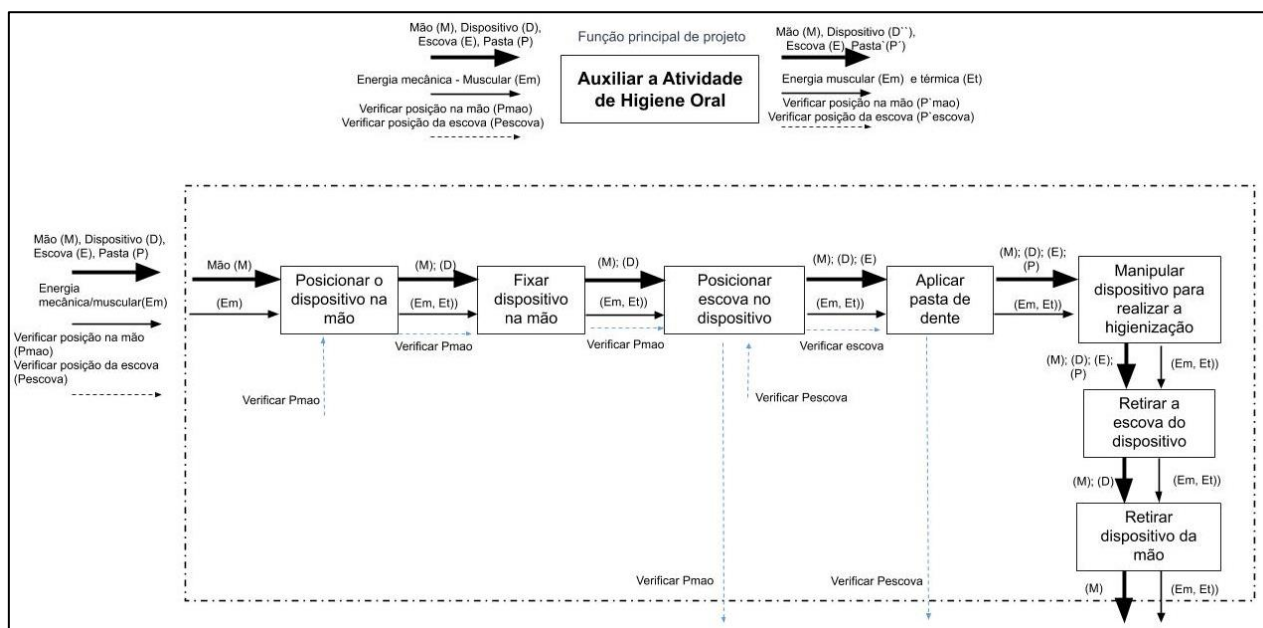 Mão (M), Dispositivo (D),
Escova (E), Pasta (P)
Energia mecânica - Muscular (Em)
Verificar posição na mão (Pmao)
Verificar posição da escova (Pescova)
Função principal de projeto
Auxiliar a Atividade
de Higiene Oral
Mão (M), Dispositivo (D``),
Escova (E), Pasta`(P´)
Energia muscular (Em) e térmica (Et)
Verificar posição na mão (P`mao)
Verificar posição da escova (P`escova)
Mão (M), Dispositivo (D),
Escova (E), Pasta (P)
Energia
mecânica/muscular(Em)
Verificar posição na mão
(Pmao)
Verificar posição da escova
(Pescova)
Mão (M)
(Em)
Posicionar o
dispositivo na
mão
(M); (D)
(Em, Et))
Verificar Pmao
Verificar Pmao
Fixar
dispositivo
na mão
(M); (D)
(Em, Et))
Verificar Pmao
Posicionar
escova no
dispositivo
Verificar Pmao
Verificar Pescova
(M); (D); (E)
(Em, Et))
Verificar escova
Aplicar
pasta de
dente
Verificar Pescova
(M); (D); (E);
(P)
(Em, Et))
Manipular
dispositivo para
realizar a
higienização
(M); (D); (E);
(P)
(Em, Et))
Retirar a
escova do
dispositivo
(M); (D)
(Em, Et))
Retirar
dispositivo da
mão
(M)
(Em, Et))